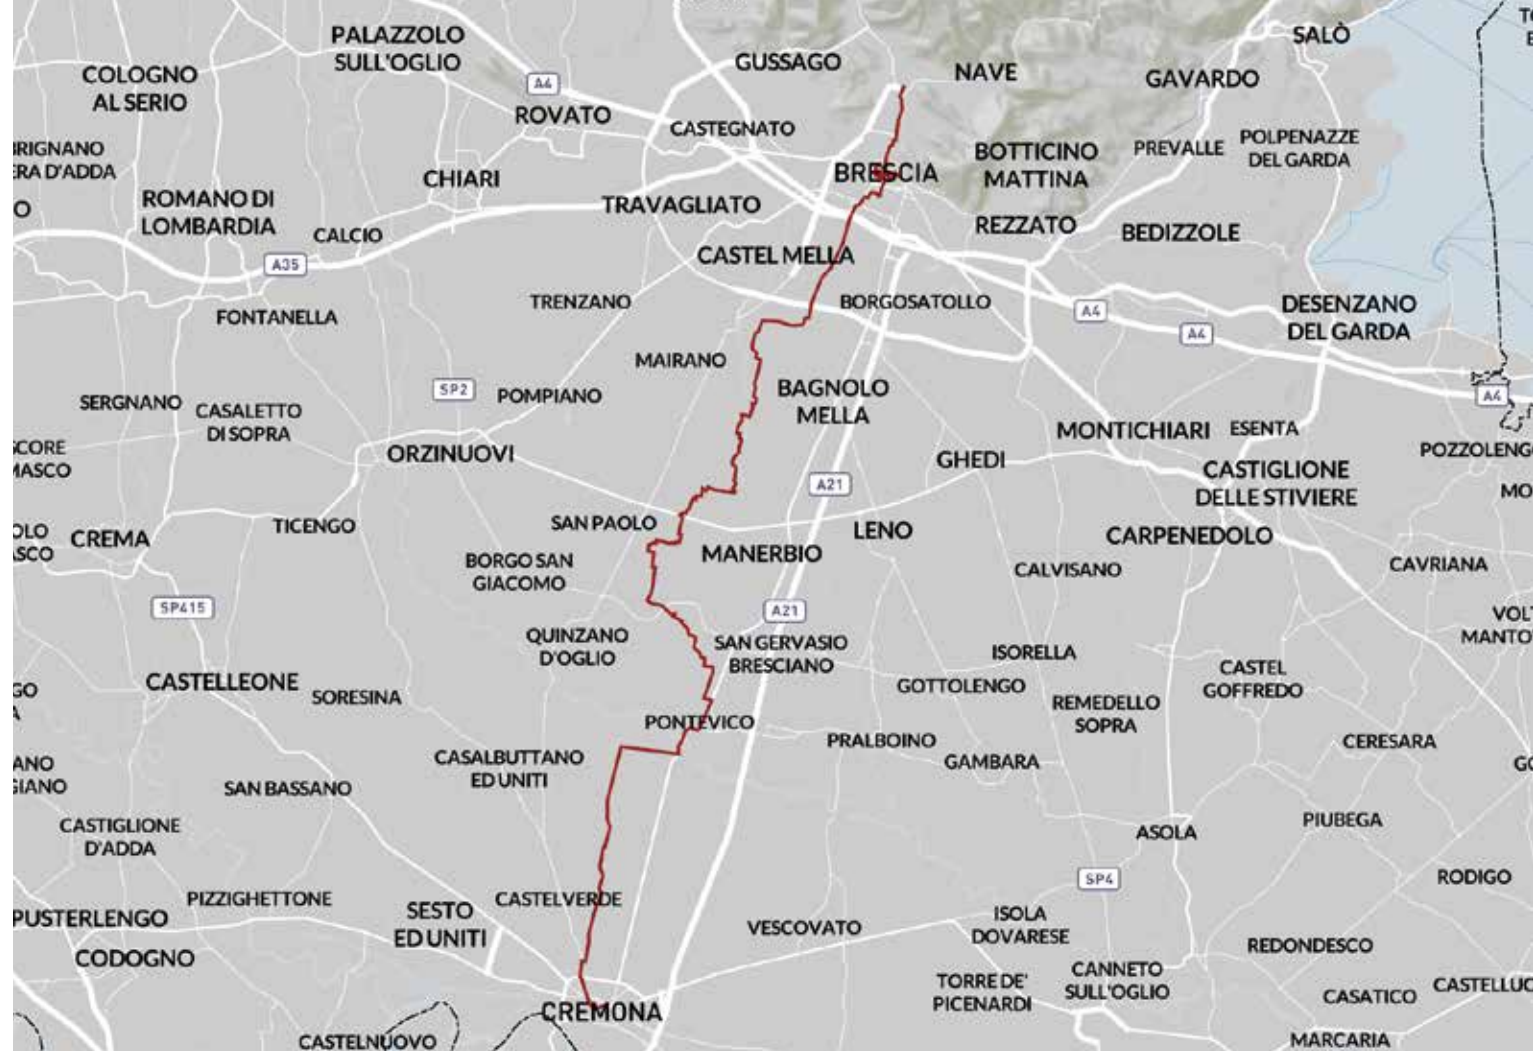 PALAZZOLO
SULL'OGLIO
GUSSAGO
SALÒ
COLOGNO
AL SERIO
A4
NAVE
GAVARDO
ROVATO
CASTEGNATO
BRIGNANO
ERA D'ADDA
BRESCIA
BOTTICINO
MATTINA
PREVALLE
POLPENAZZE
DEL GARDA
CHIARI
ROMANO DI
LOMBARDIA
TRAVAGLIATO
CALCIO
REZZATO
BEDIZZOLE
A35
CASTEL MELLA
TRENZANO
BORGOSATOLLO
A4
DESENZANO
DEL GARDA
FONTANELLA
A4
MAIRANO
SP2
POMPIANO
BAGNOLO
MELLA
A4
SERGNANO
CASALETTO
DI SOPRA
MONTICHIARI
ESENTA
ORZINUOVI
GHEDI
POZZOLENGO
CASTIGLIONE
DELLE STIVIERE
A21
CREMA
TICENGO
SAN PAOLO
LENO
CARPENEDOLO
MANERBIO
BORGO SAN
GIACOMO
CALVISANO
CAVRIANA
SP415
A21
QUINZANO
D'OGLIO
SAN GERVASIO
BRESCIANO
ISORELLA
CASTELLEONE
SORESINA
GOTTOLENGO
CASTEL
GOFFREDO
REMEDELLO
SOPRA
PONTEVICO
PRALBOINO
CERESARA
CASALBUTTANO
ED UNITI
GAMBARA
SAN BASSANO
CASTIGLIONE
D'ADDA
ASOLA
PIUBEGA
SP4
RODIGO
PIZZIGHETTONE
CASTELVERDE
PUSTERLENGO
SESTO
ED UNITI
VESCOVATO
ISOLA
DOVARESE
REDONDESCO
CODOGNO
TORRE DE'
PICENARDI
CANNETO
SULL'OGLIO
CASATICO
CASTELLUC
CREMONA
CASTELNUOVO
MARCARIA